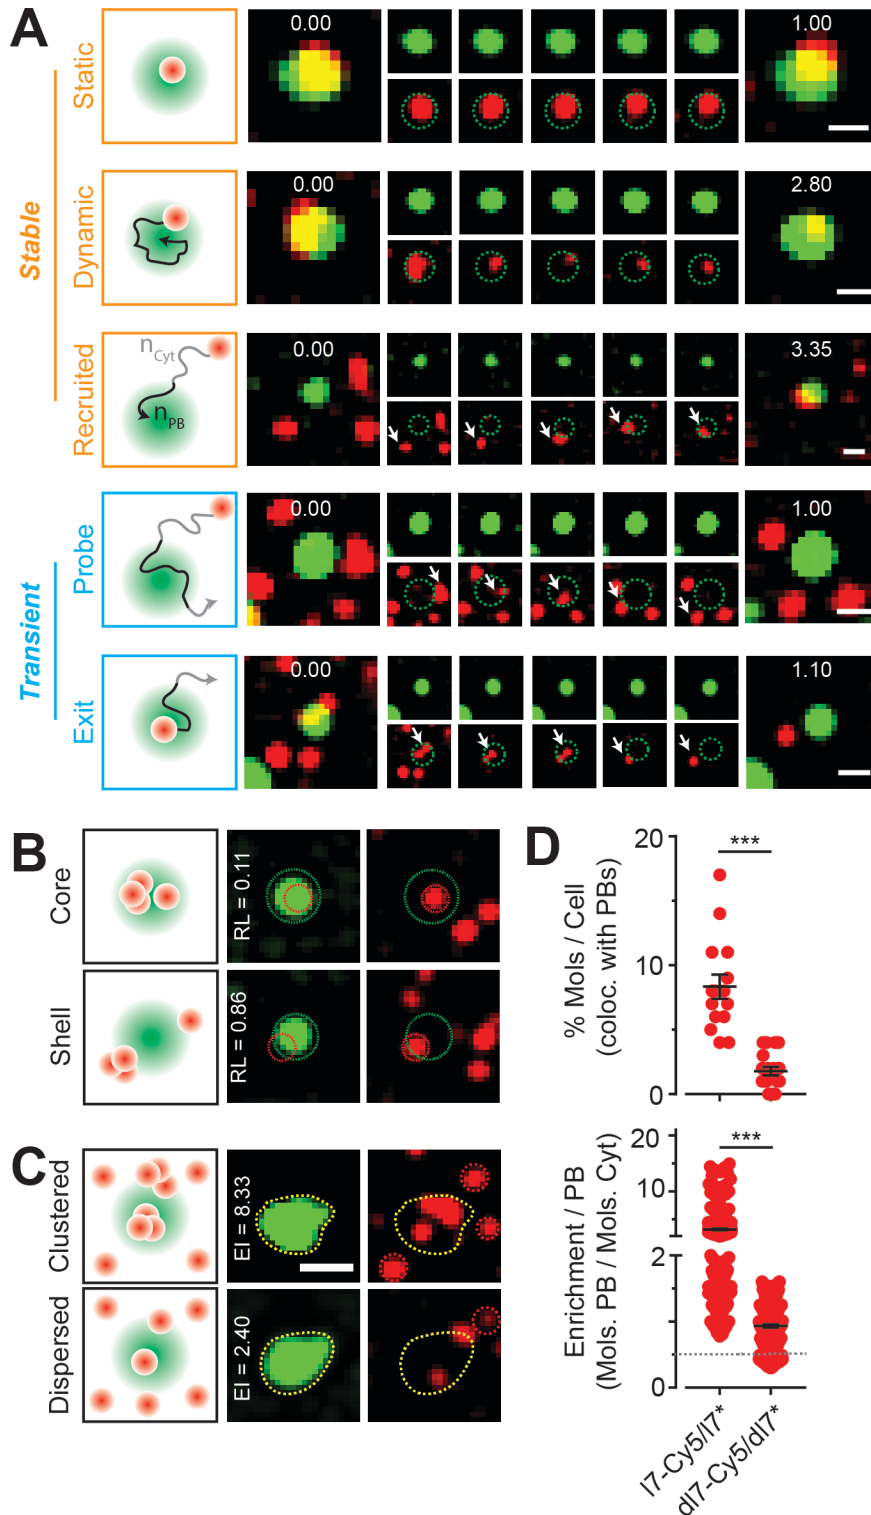 A
Stable
Static
0.00
1.00
Dynamic
0.00
2.80
Recruited
nCyt
nPB
0.00
3.35
Transient
Probe
0.00
1.00
Exit
0.00
1.10
B
Core
RL = 0.11
Shell
RL = 0.86
C
Clustered
EI = 8.33
Dispersed
EI = 2.40
D
% Mols / Cell
(coloc. with PBs)
20
10
0
***
Enrichment / PB
(Mols. PB / Mols. Cyt)
20
10
2
1
0
***
l7-Cy5/l7*
dl7-Cy5/dl7*